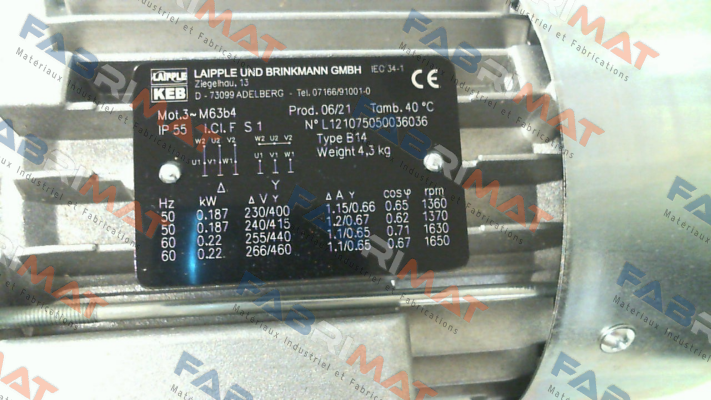 LAIPPLE
KEB
LAIPPLE UND BRINKMANN GMBH IEC 34-1
Ziegelhau, 13
D - 73099 ADELBERG - Tel. 07166/91001-0
CE
Mot.3~M63b4 Prod. 06/21 Tamb. 40 °C
IP 55 I.Cl. F S 1 N° L121075050036036
Type B14
Weight 4,3 kg
W2 U2 V2 W2 U2 V2
U1 V1 W1 U1 V1 W1
Δ Y
Hz kW Δ V Y Δ A Y cosφ rpm
50 0.187 230/400 1.15/0.66 0.65 1360
50 0.187 240/415 1.2/0.67 0.62 1370
60 0.22 255/440 1.1/0.65 0.71 1630
60 0.22 266/460 1.1/0.65 0.67 1650
FABRIMAT
Materiaux Industriel et Fabrications